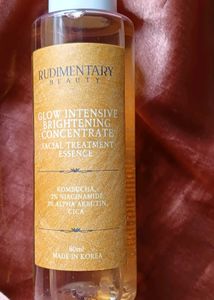 RUDIMENTARY
BEAUTY
GLOW INTENSIVE
BRIGHTENING
CONCENTRATE
FACIAL TREATMENT
ESSENCE
KOMBUCHA,
2% NIACINAMIDE,
2% ALPHA ARBUTIN,
CICA
60ml
MADE IN KOREA